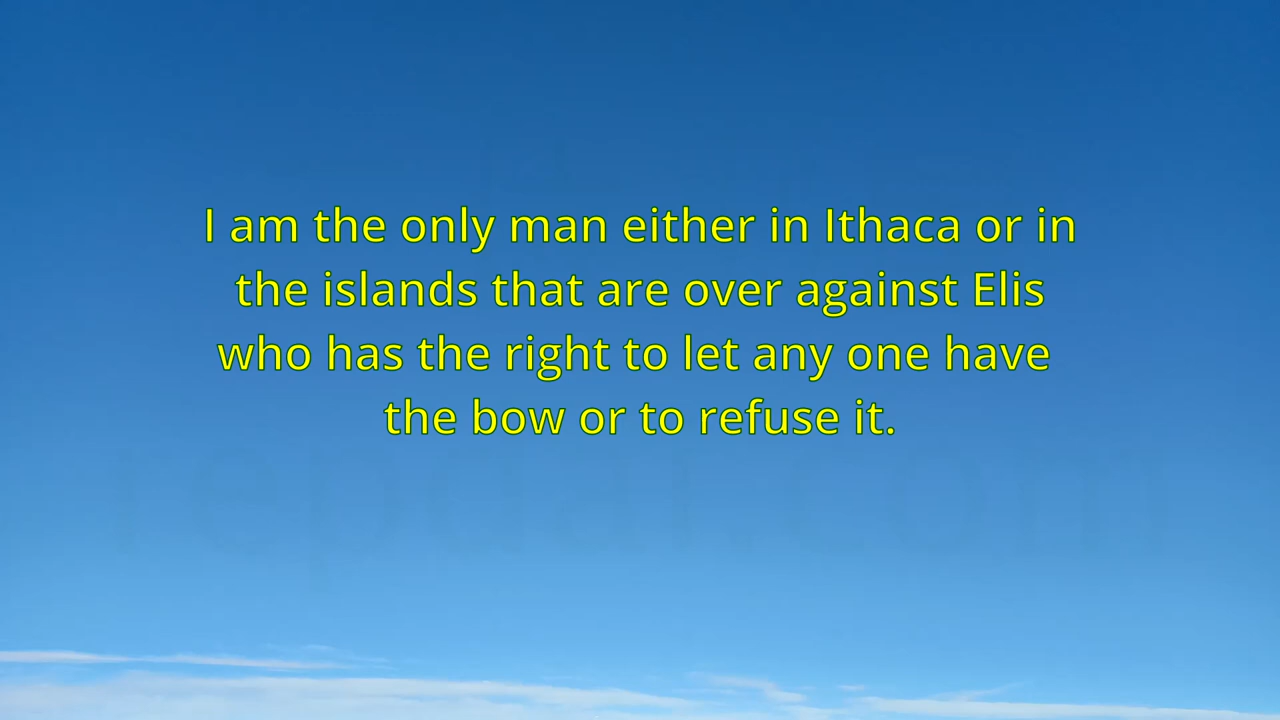 I am the only man either in Ithaca or in
the islands that are over against Elis
who has the right to let any one have
the bow or to refuse it.